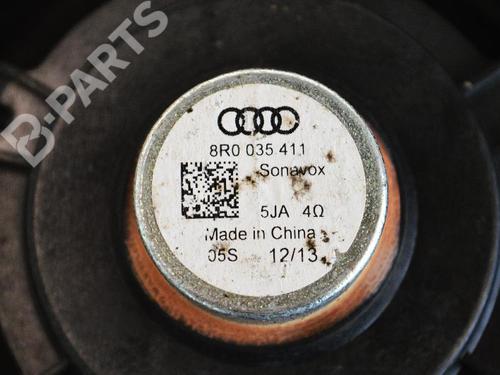 B-PARTS
8R0 035 411
Sonavox
5JA 4Ω
Made in China
05S 12/13